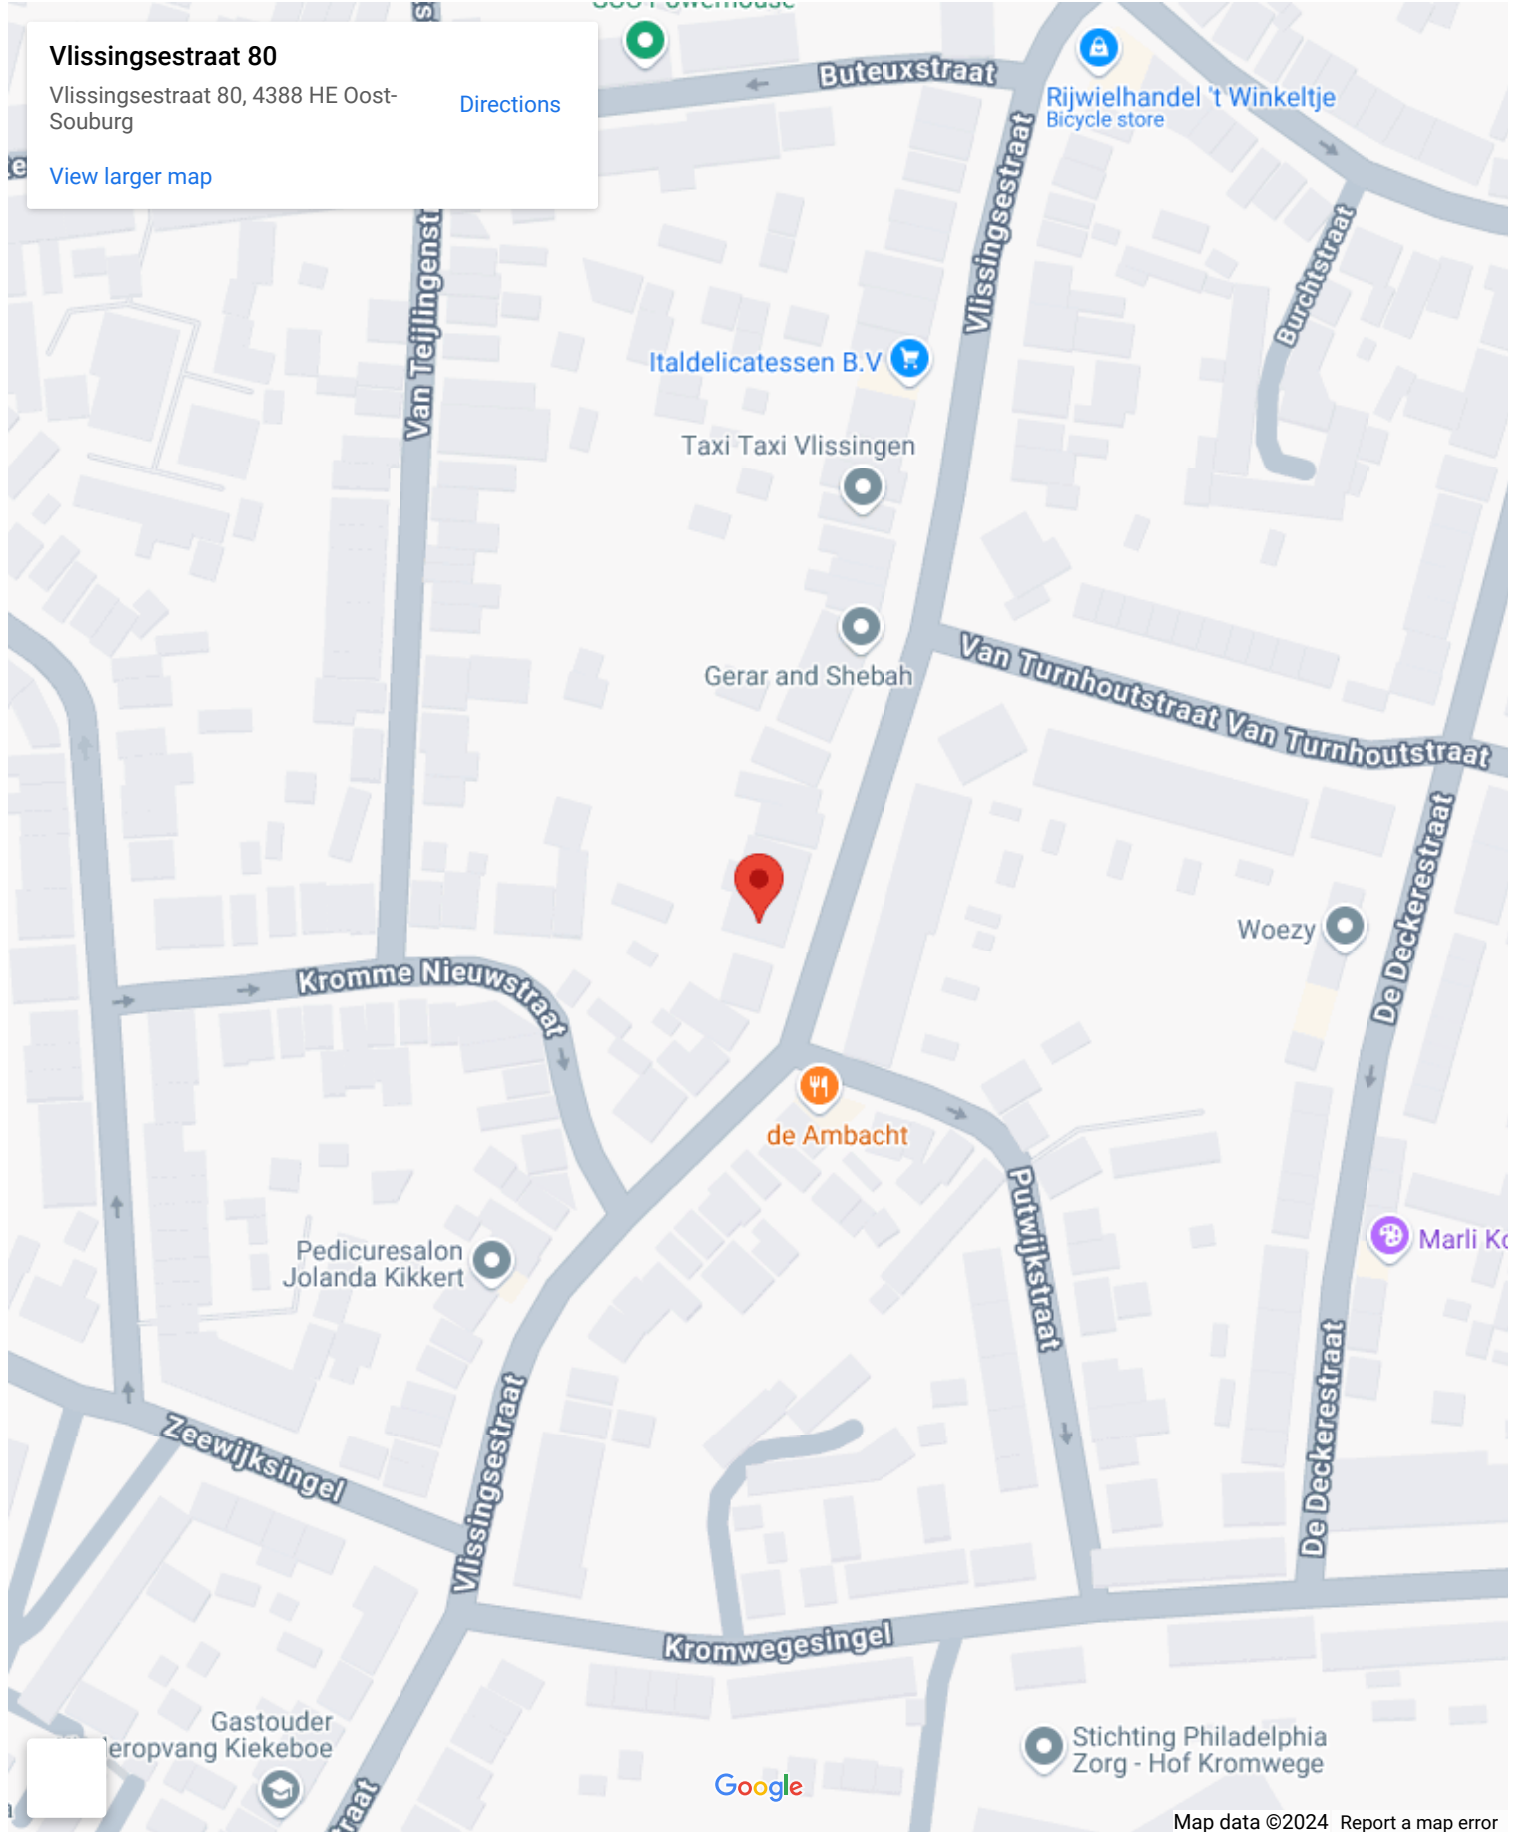 Vlissingsestraat 80
Vlissingsestraat 80, 4388 HE Oost-
Souburg
Directions
View larger map
Buteuxstraat
Rijwielhandel 't Winkeltje
Bicycle store
Vlissingsestraat
Burchtstraat
Van Teijlingenstr
Italdelicatessen B.V
Taxi Taxi Vlissingen
Gerar and Shebah
Van Turnhoutstraat
Van Turnhoutstraat
De Deckerestraat
Woezy
Kromme Nieuwstraat
de Ambacht
Putwijkstraat
Pedicuresalon
Jolanda Kikkert
Marli Ko
De Deckerestraat
Zeewijksingel
Vlissingsestraat
Kromwegesingel
Gastouder
eropvang Kiekeboe
Stichting Philadelphia
Zorg - Hof Kromwege
Google
raat
Map data ©2024
Report a map error